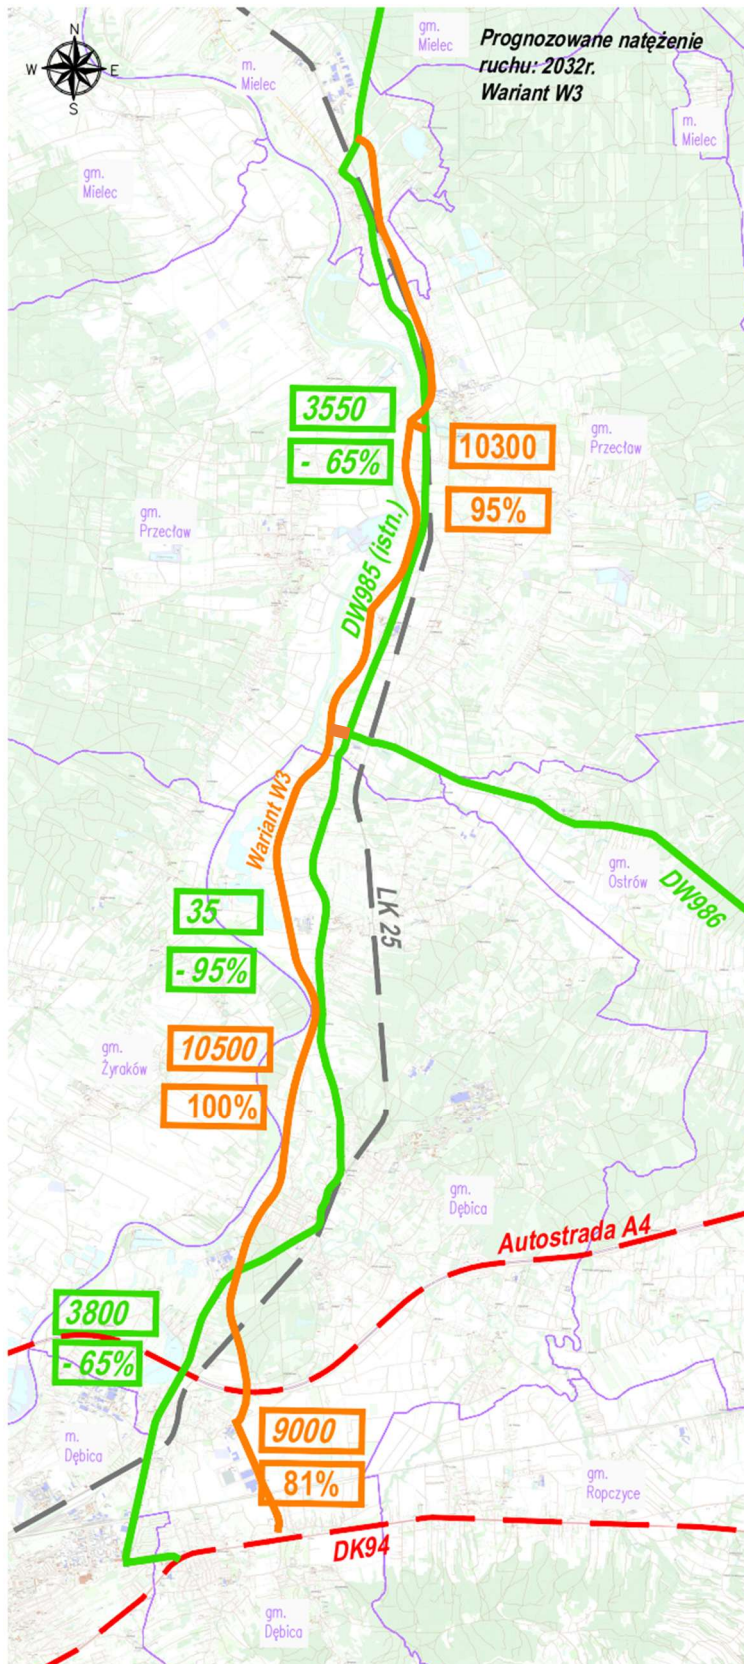 N
W
E
S
gm.
Mielec
Prognozowane natężenie
ruchu: 2032r.
Wariant W3
m.
Mielec
m.
Mielec
gm.
Mielec
3550
- 65%
10300
95%
gm.
Przecław
gm.
Przecław
DW985 (istn.)
Wariant W3
gm.
Ostrów
DW986
LK 25
35
- 95%
10500
100%
gm.
Żyraków
gm.
Dębica
Autostrada A4
3800
- 65%
9000
81%
m.
Dębica
gm.
Ropczyce
DK94
gm.
Dębica